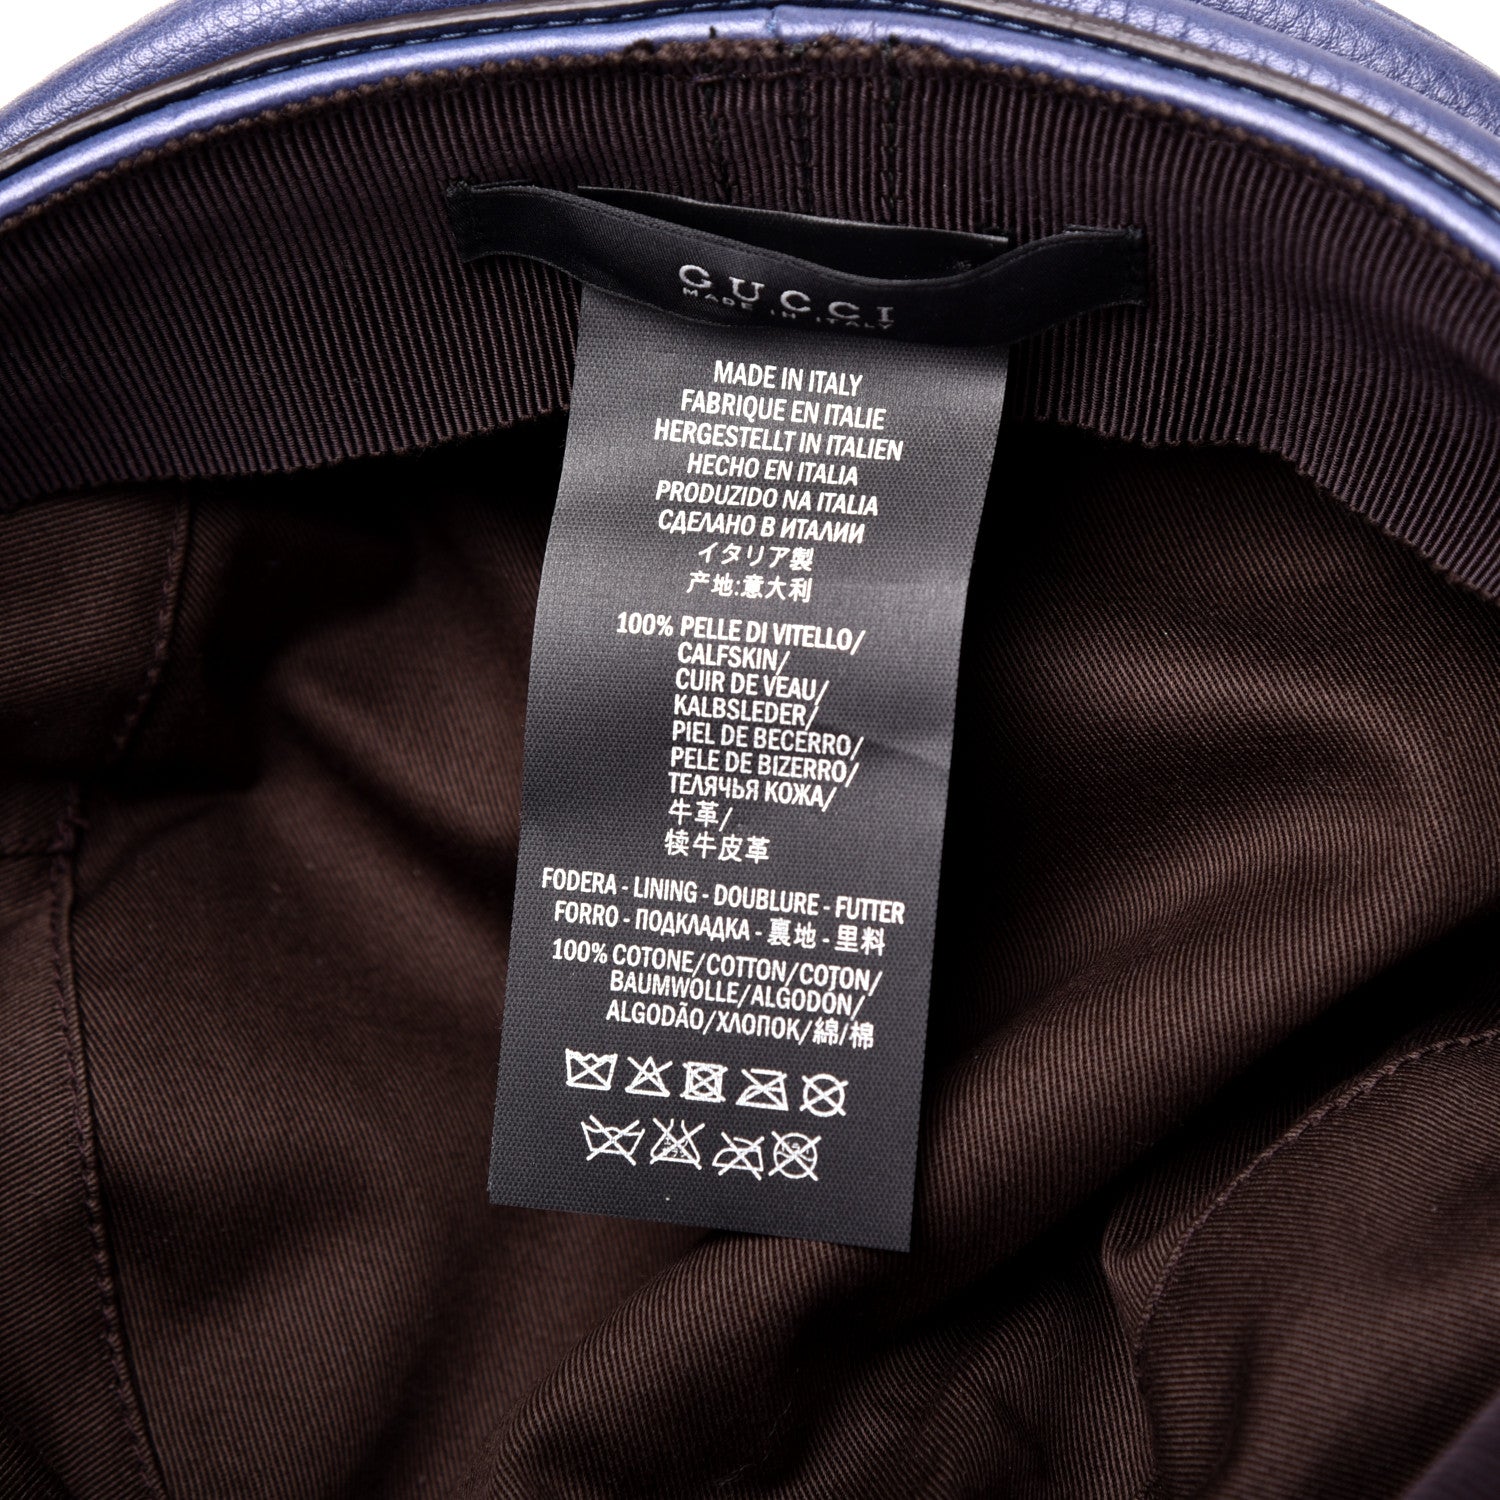 GUCCI
MADE IN ITALY
MADE IN ITALY
FABRIQUE EN ITALIE
HERGESTELLT IN ITALIEN
HECHO EN ITALIA
PRODUZIDO NA ITALIA
СДЕЛАНО В ИТАЛИИ
イタリア製
产地:意大利
100% PELLE DI VITELLO/
CALFSKIN/
CUIR DE VEAU/
KALBSLEDER/
PIEL DE BECERRO/
PELE DE BIZERRO/
ТЕЛЯЧЬЯ КОЖА/
牛革/
犊牛皮革
FODERA - LINING - DOUBLURE - FUTTER
FORRO - ПОДКЛАДКА - 裏地 - 里料
100% COTONE/COTTON/COTON/
BAUMWOLLE/ALGODÓN/
ALGODÃO/ХЛОПОК/綿/棉